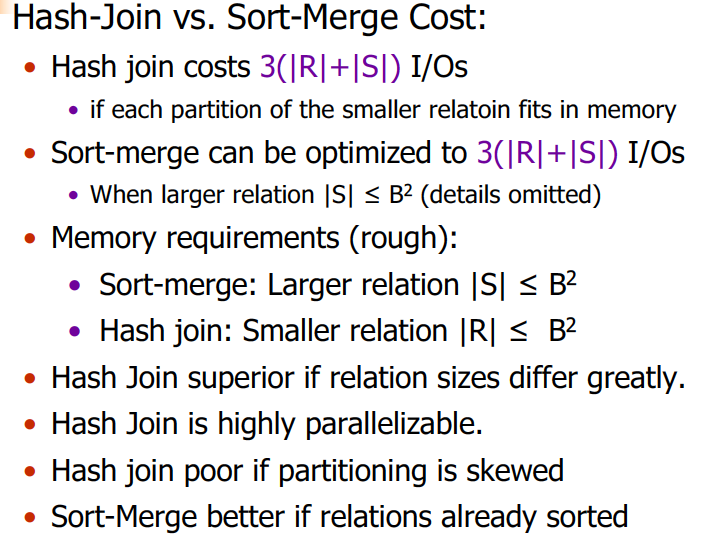 Hash-Join vs. Sort-Merge Cost:
• Hash join costs 3(|R|+|S|) I/Os
• if each partition of the smaller relatoin fits in memory
• Sort-merge can be optimized to 3(|R|+|S|) I/Os
• When larger relation |S| ≤ B² (details omitted)
• Memory requirements (rough):
• Sort-merge: Larger relation |S| ≤ B²
• Hash join: Smaller relation |R| ≤ B²
• Hash Join superior if relation sizes differ greatly.
• Hash Join is highly parallelizable.
• Hash join poor if partitioning is skewed
• Sort-Merge better if relations already sorted